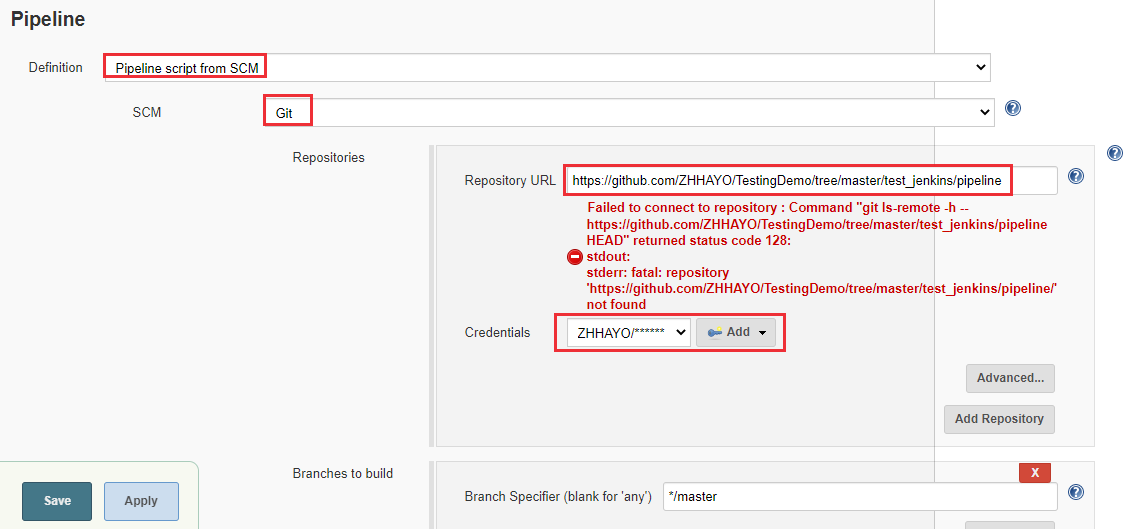 Pipeline
Definition
Pipeline script from SCM
SCM
Git
Repositories
Repository URL
https://github.com/ZHHAYO/TestingDemo/tree/master/test_jenkins/pipeline
Failed to connect to repository : Command "git ls-remote -h --
https://github.com/ZHHAYO/TestingDemo/tree/master/test_jenkins/pipeline
HEAD" returned status code 128:
stdout:
stderr: fatal: repository
'https://github.com/ZHHAYO/TestingDemo/tree/master/test_jenkins/pipeline/'
not found
Credentials
ZHHAYO/******
Add
Advanced...
Add Repository
Branches to build
X
Branch Specifier (blank for 'any')
*/master
Save
Apply